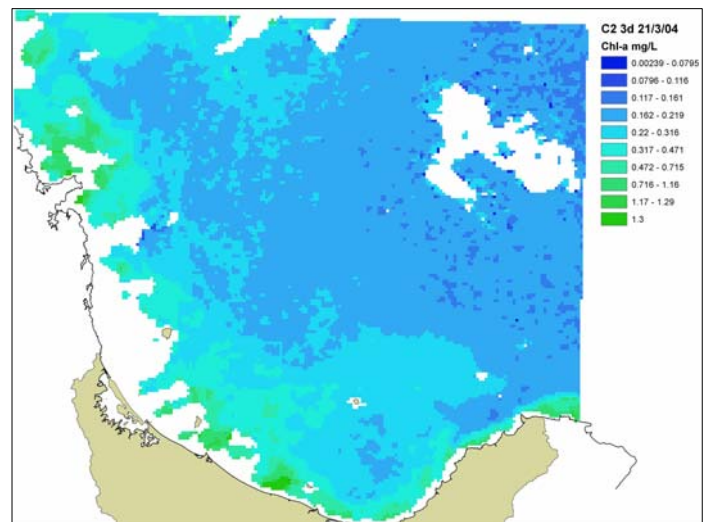 C2 3d 21/3/04
Chl-a mg/L
0.00239 - 0.0795
0.0796 - 0.116
0.117 - 0.161
0.162 - 0.219
0.22 - 0.316
0.317 - 0.471
0.472 - 0.715
0.716 - 1.16
1.17 - 1.29
1.3